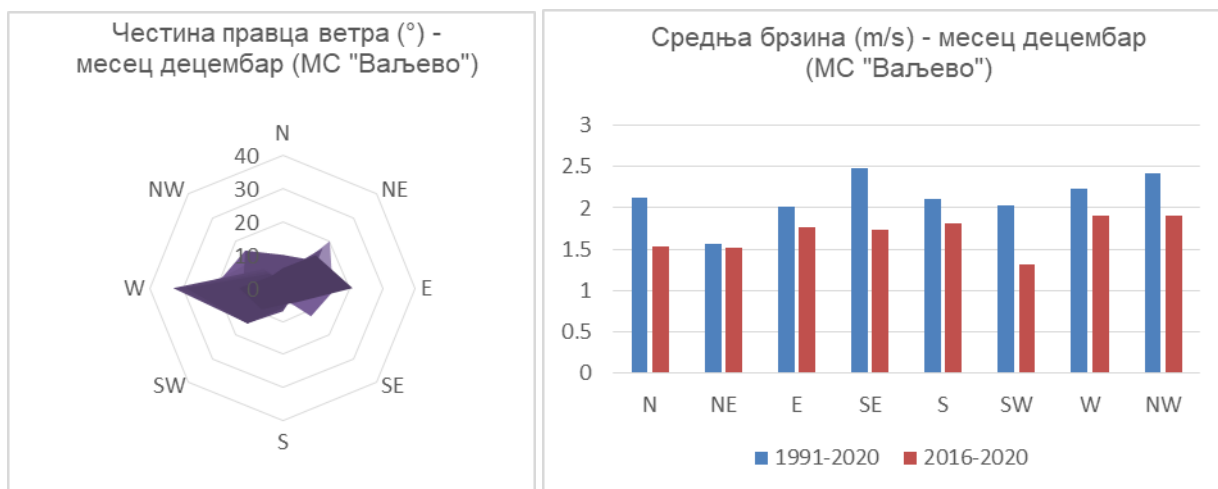 Честина правца ветра (°) -
месец децембар (МС "Ваљево")
N
40
NW
NE
30
20
10
W
0
E
SW
SE
S
Средња брзина (m/s) - месец децембар
(МС "Ваљево")
3
2.5
2
1.5
1
0.5
0
N NE E SE S SW W NW
1991-2020 2016-2020